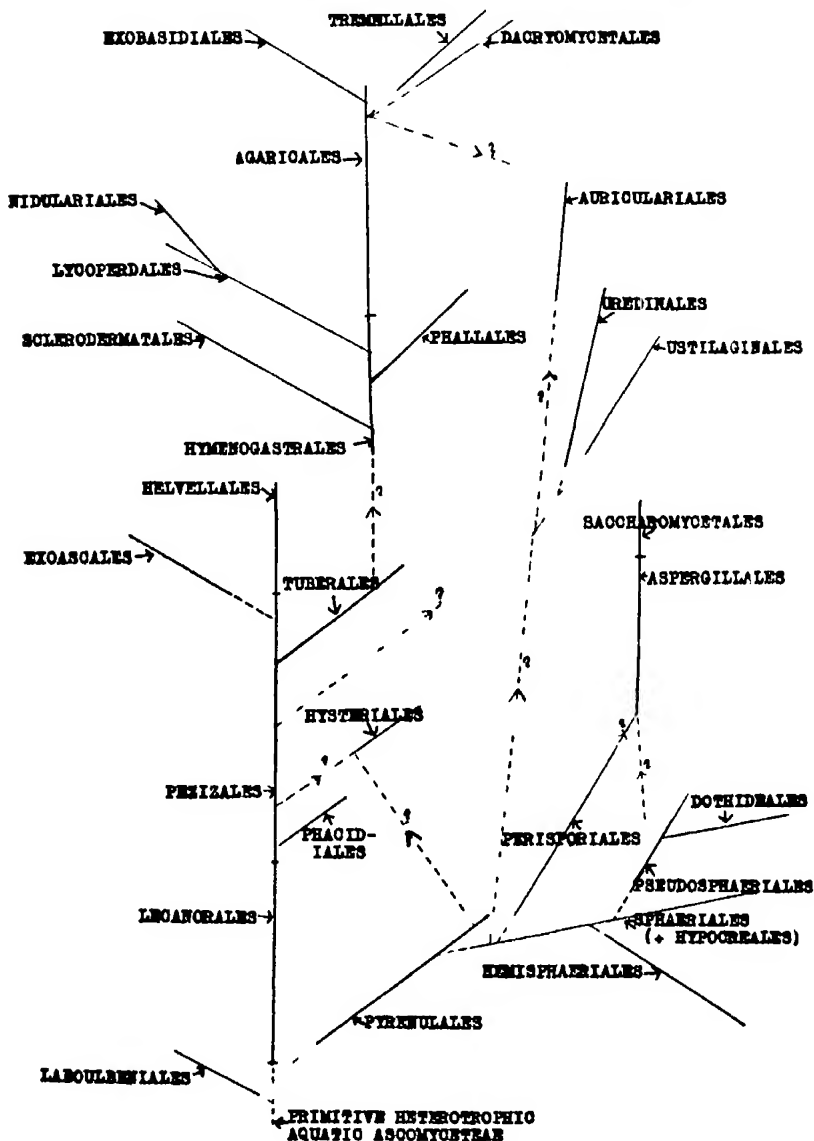 TREMELLALES
EXOBASIDIALES
DACRYOMYCETALES
?
AGARICALES
NIDULARIALES
AURICULARIALES
LYCOPERDALES
UREDINALES
SCLERODERMATALES
PHALLALES
USTILAGINALES
?
HYMENOGASTRALES
HELVELLALES
?
SACCHAROMYCETALES
EXOASCALES
TUBERALES
ASPERGILLALES
?
?
HYSTERIALES
?
?
?
PEZIZALES
DOTHIDEALES
?
PHACID-
IALES
PERISPORIALES
PSEUDOSPHAERIALES
LECANORALES
SPHAERIALES
(+ HYPOCREALES)
HEMISPHAERIALES
PYRENULALES
LABOULBENIALES
PRIMITIVE HETEROTROPHIC
AQUATIC ASCOMYCETEAE